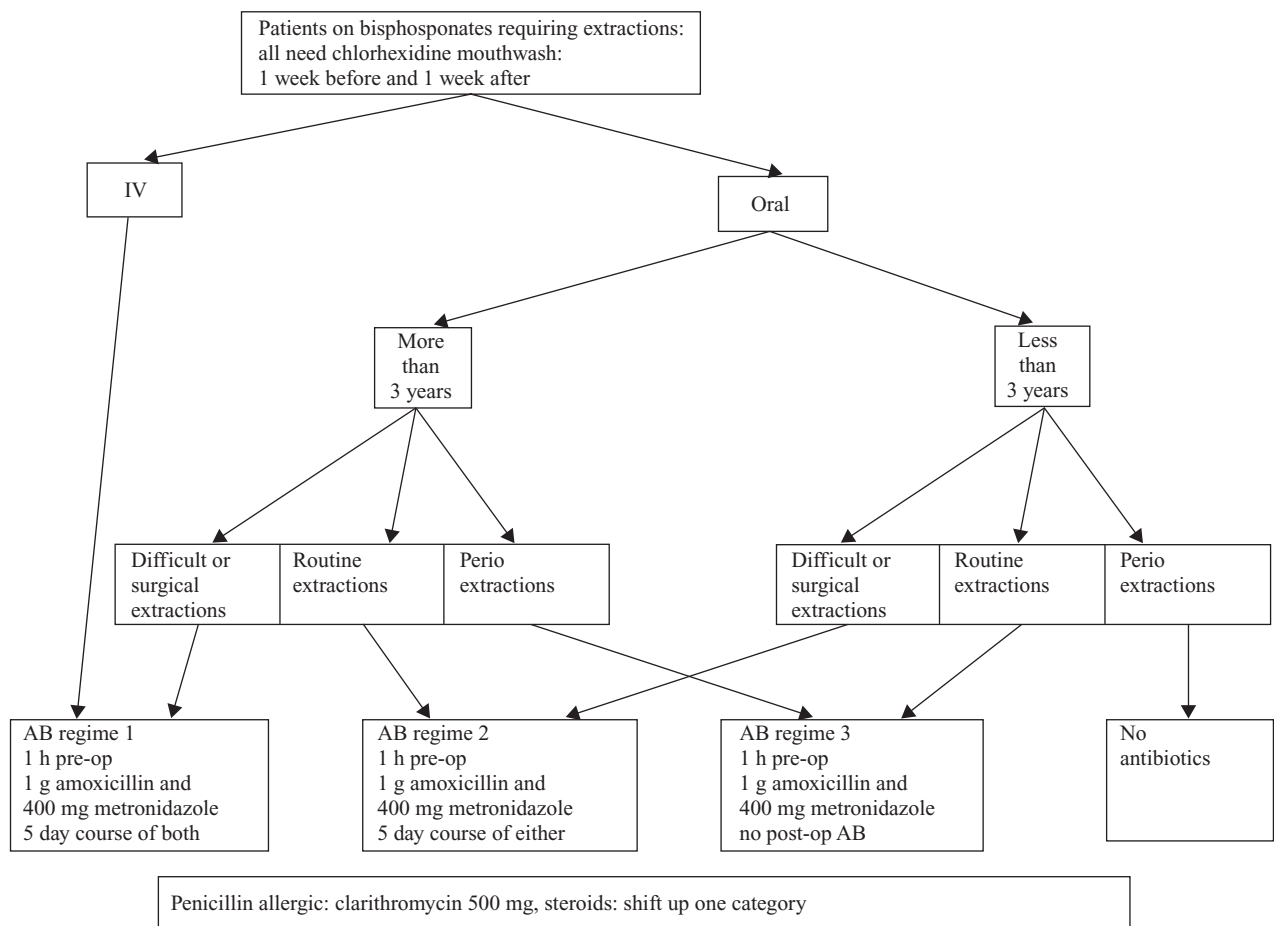 Patients on bisphosponates requiring extractions:
all need chlorhexidine mouthwash:
1 week before and 1 week after
IV
Oral
More
than
3 years
Less
than
3 years
Difficult or
surgical
extractions
Routine
extractions
Perio
extractions
Difficult or
surgical
extractions
Routine
extractions
Perio
extractions
AB regime 1
1 h pre-op
1 g amoxicillin and
400 mg metronidazole
5 day course of both
AB regime 2
1 h pre-op
1 g amoxicillin and
400 mg metronidazole
5 day course of either
AB regime 3
1 h pre-op
1 g amoxicillin and
400 mg metronidazole
no post-op AB
No
antibiotics
Penicillin allergic: clarithromycin 500 mg, steroids: shift up one category